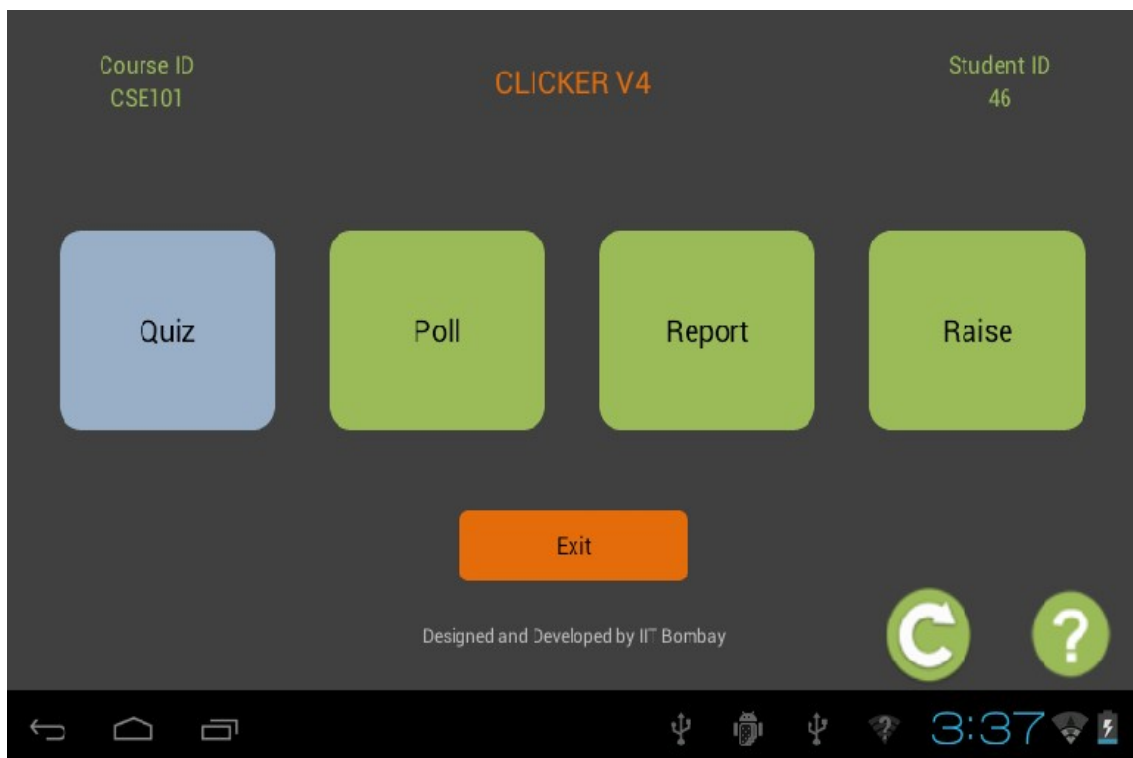 Course ID
CSE101
CLICKER V4
Student ID
46
Quiz
Poll
Report
Raise
Exit
Designed and Developed by IIT Bombay
?
3:37